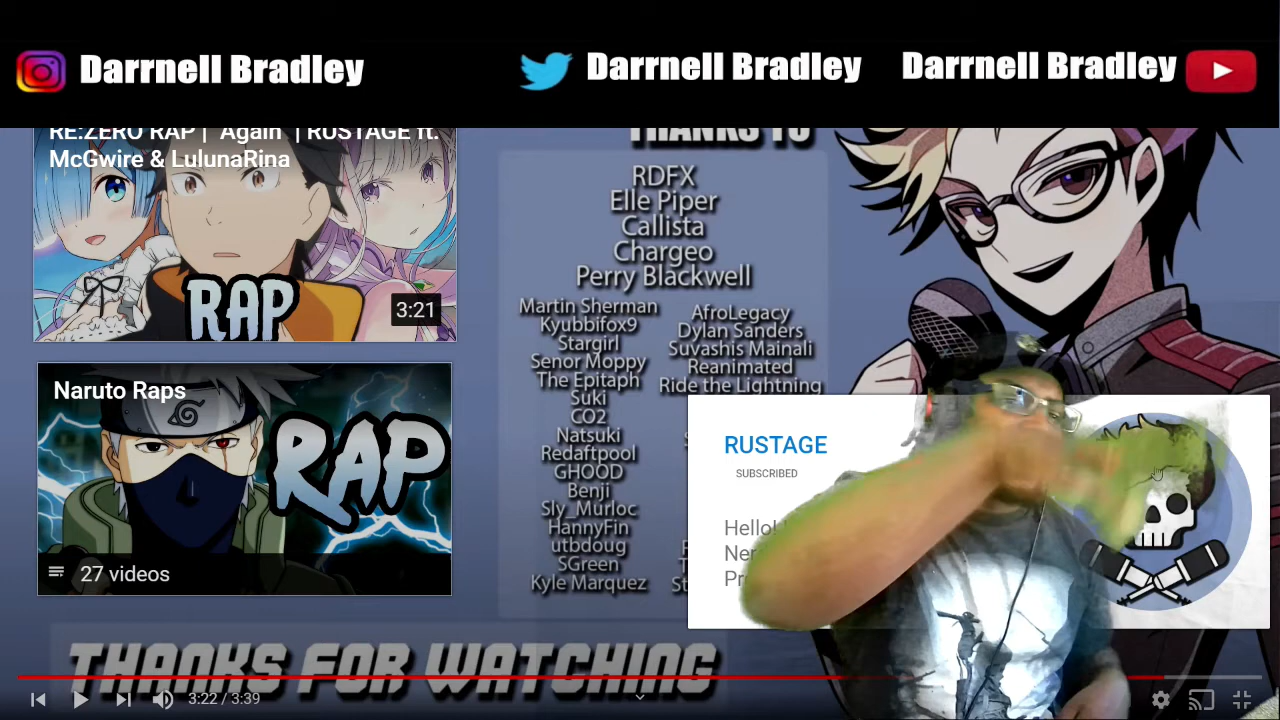 Darrnell Bradley
Darrnell Bradley
Darrnell Bradley
RE:ZERO RAP | "Again" | RUSTAGE ft.
McGwire & LulunaRina
RAP
3:21
Naruto Raps
RAP
27 videos
THANKS TO
RDFX
Elle Piper
Callista
Chargeo
Perry Blackwell
Martin Sherman
Kyubbifox9
Stargirl
Senor Moppy
The Epitaph
Suki
CO2
Natsuki
Redaftpool
GHOOD
Benji
Sly_Murloc
HannyFin
utbdoug
SGreen
Kyle Marquez
AfroLegacy
Dylan Sanders
Suvashis Mainali
Reanimated
Ride the Lightning
RUSTAGE
SUBSCRIBED
THANKS FOR WATCHING
3:22 / 3:39